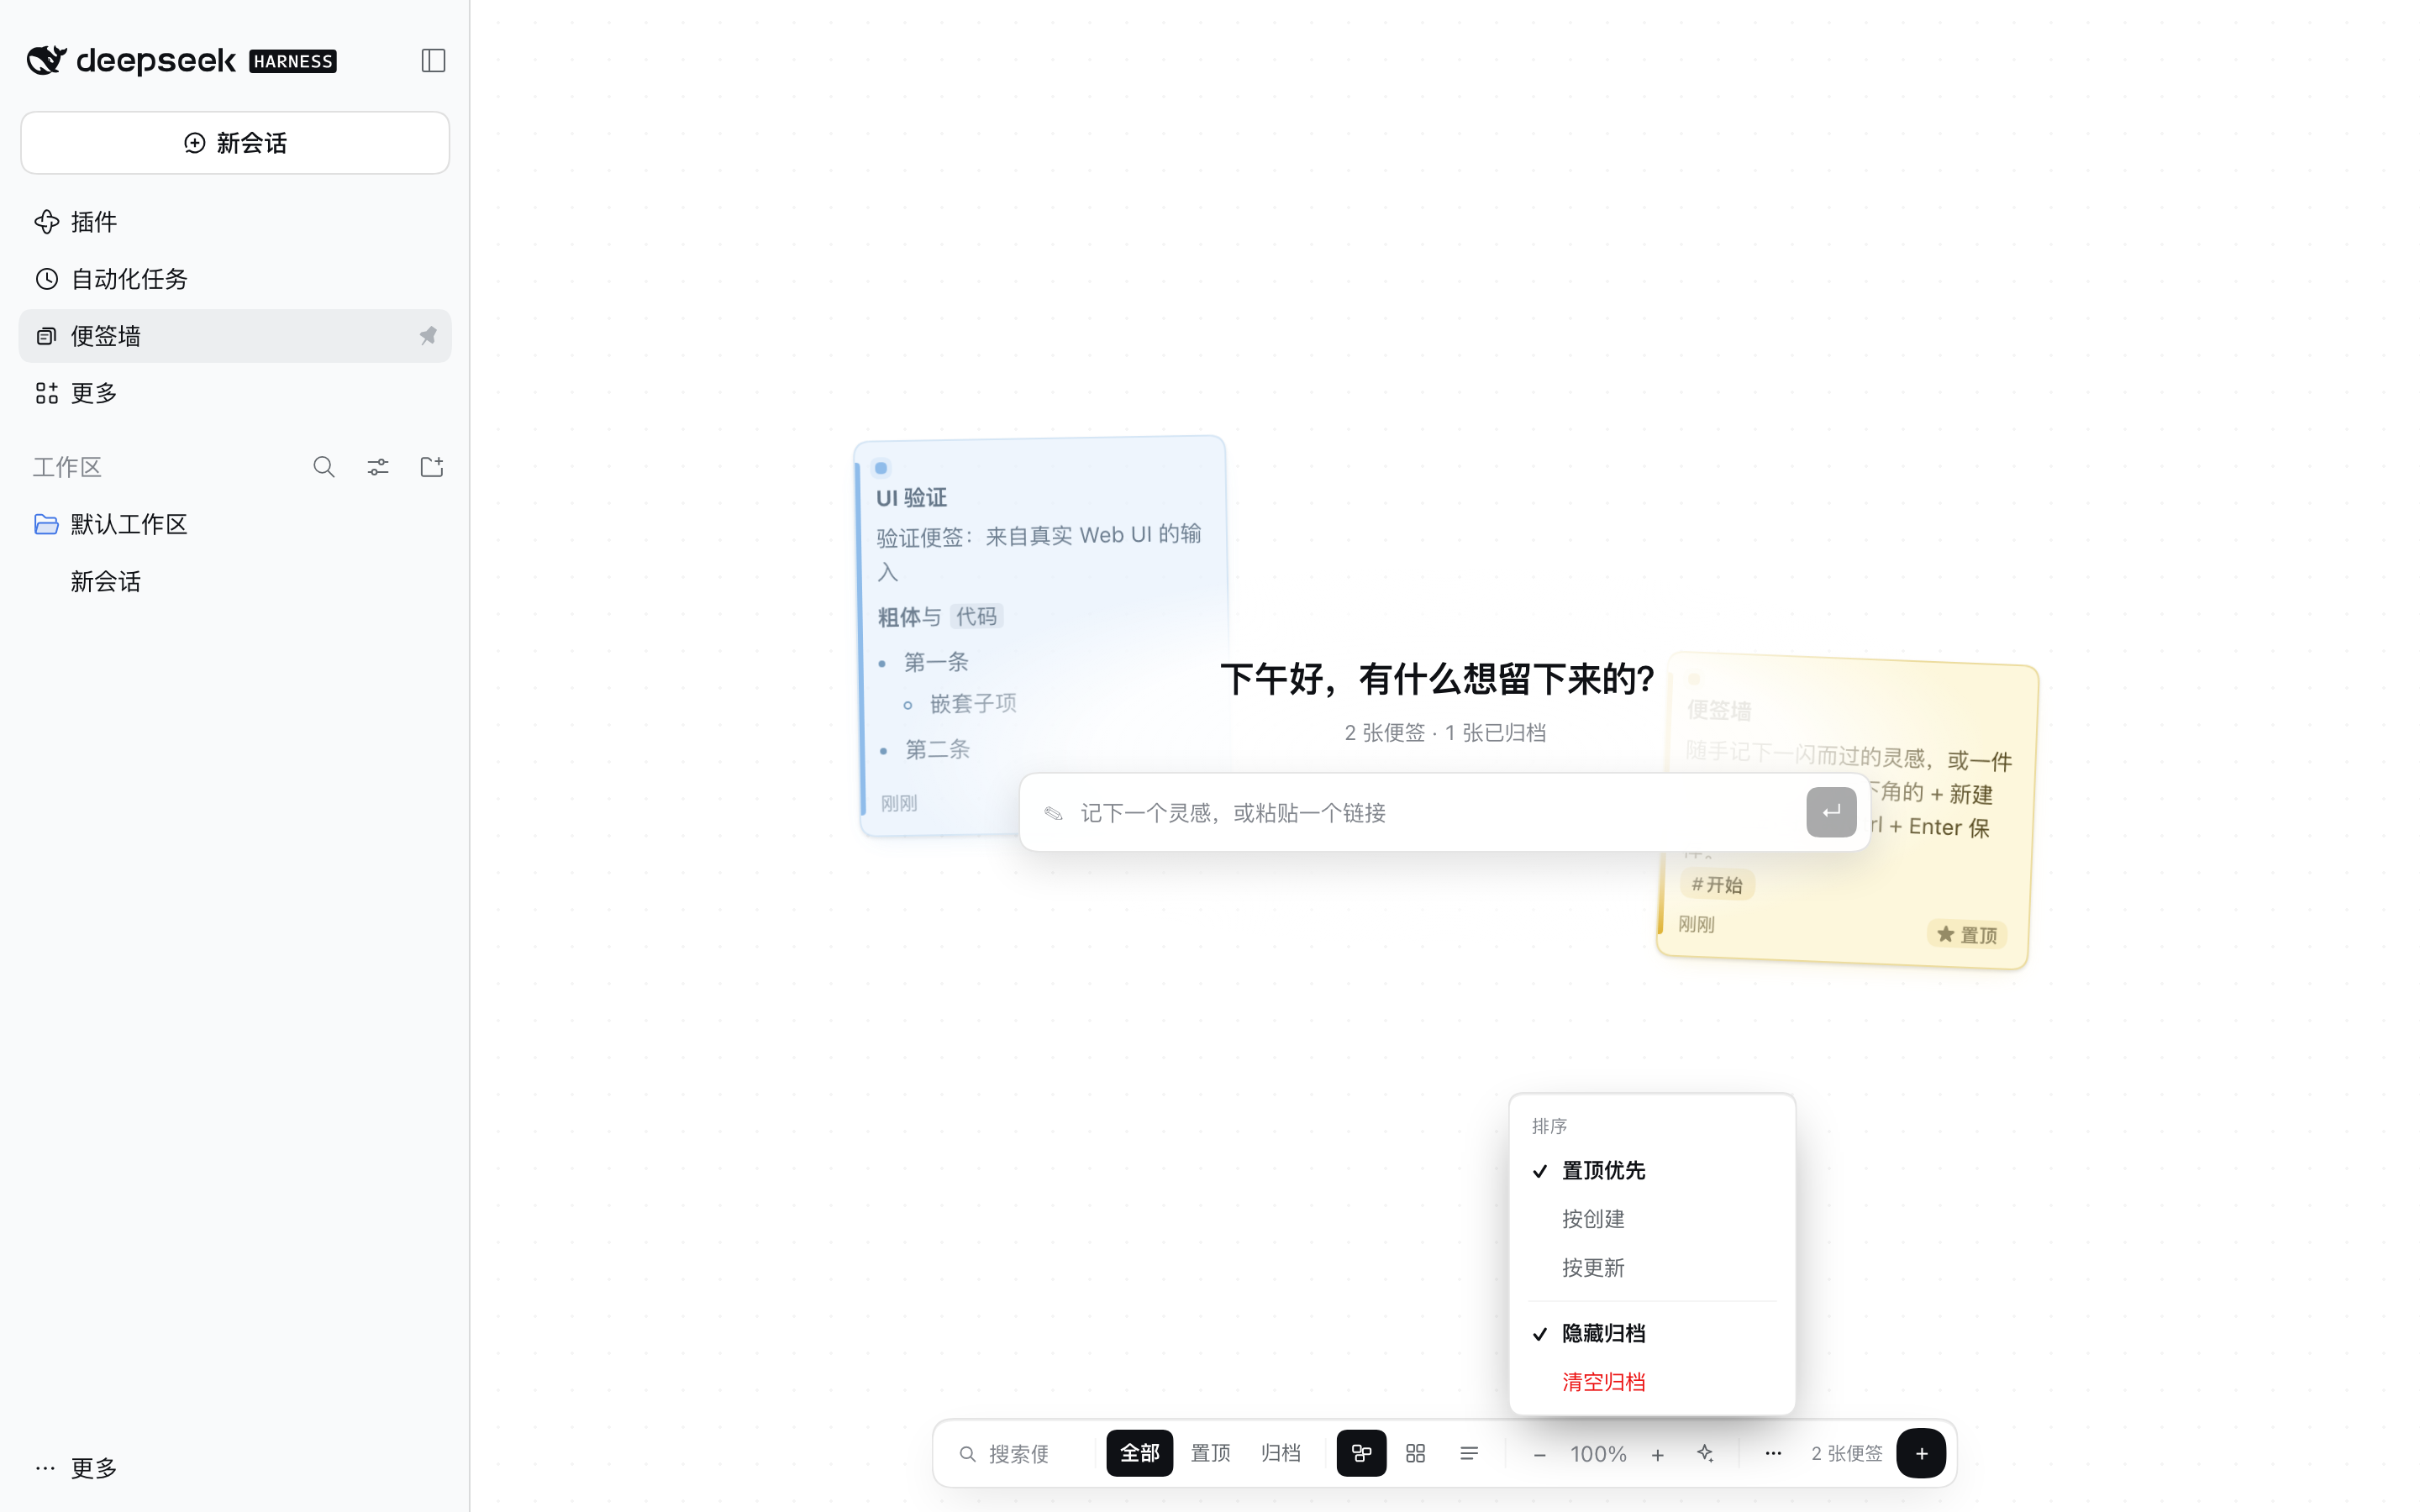 deepseek HARNESS
新会话
插件
自动化任务
便签墙
更多
工作区
默认工作区
新会话
更多
UI 验证
验证便签：来自真实 Web UI 的输
入
粗体与 代码
第一条
嵌套子项
第二条
刚刚
下午好，有什么想留下来的?
2 张便签 · 1 张已归档
记下一个灵感，或粘贴一个链接
便签墙
随手记下一闪而过的灵感，或一件
下角的 + 新建
rl + Enter 保
#开始
刚刚
置顶
排序
置顶优先
按创建
按更新
隐藏归档
清空归档
搜索便
全部
置顶
归档
− 100% +
2 张便签
+